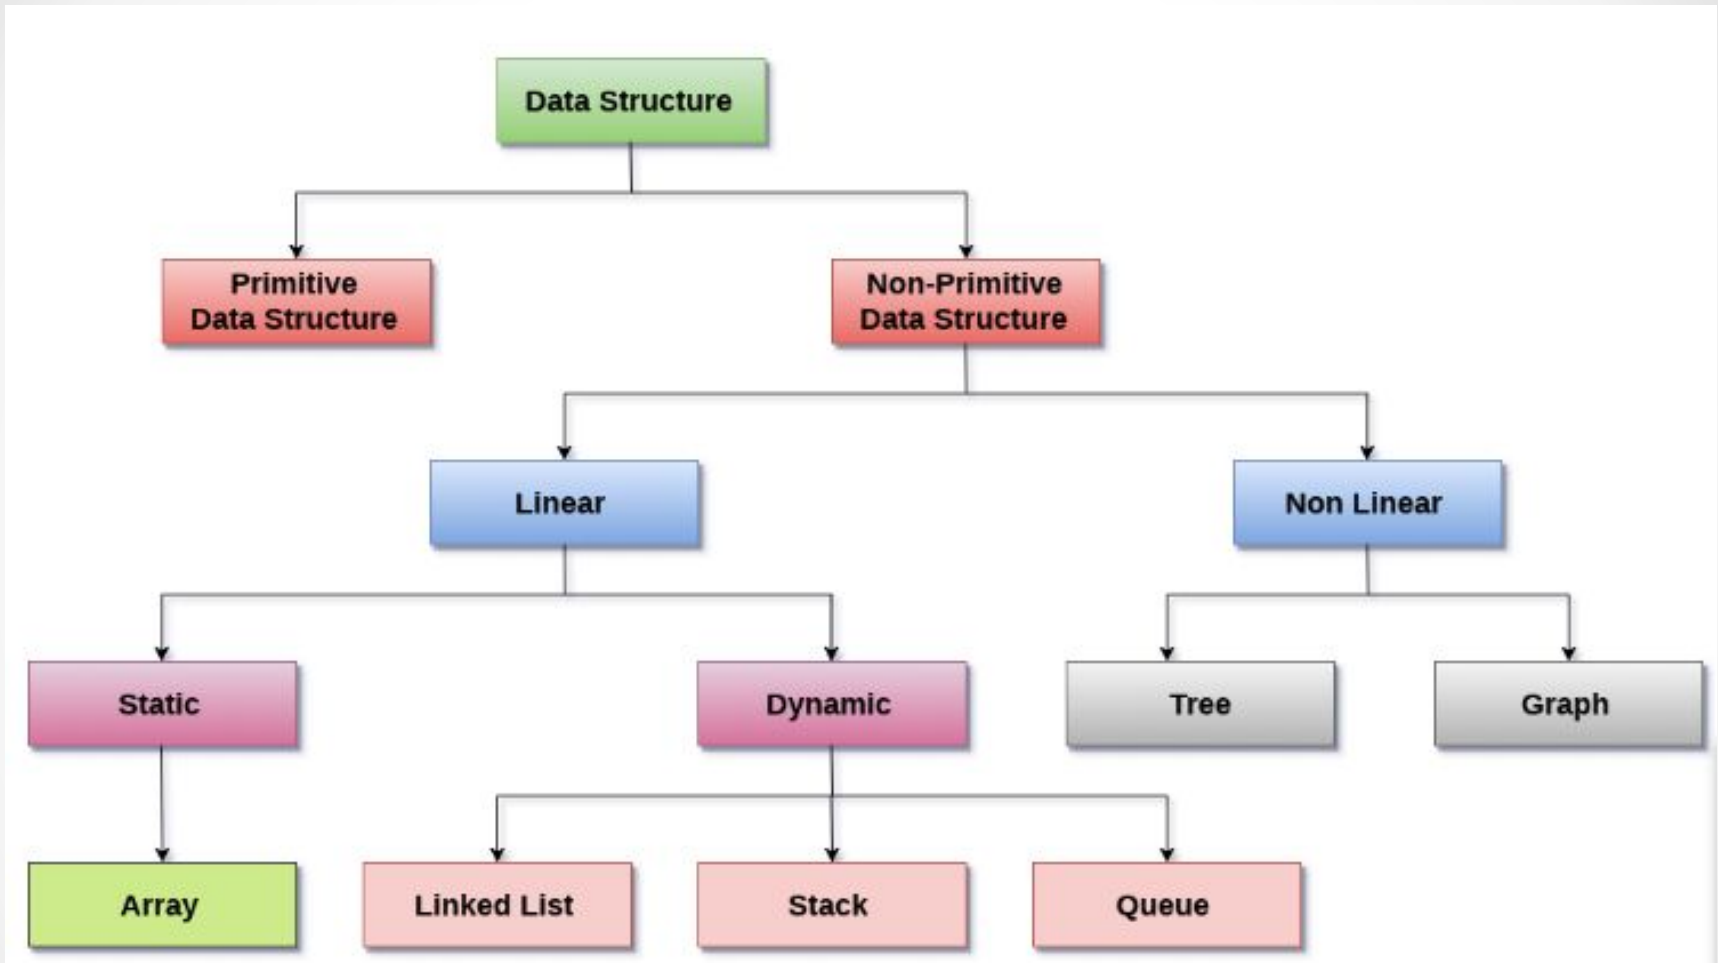 Data Structure
Primitive
Data Structure
Non-Primitive
Data Structure
Linear
Non Linear
Static
Dynamic
Tree
Graph
Array
Linked List
Stack
Queue